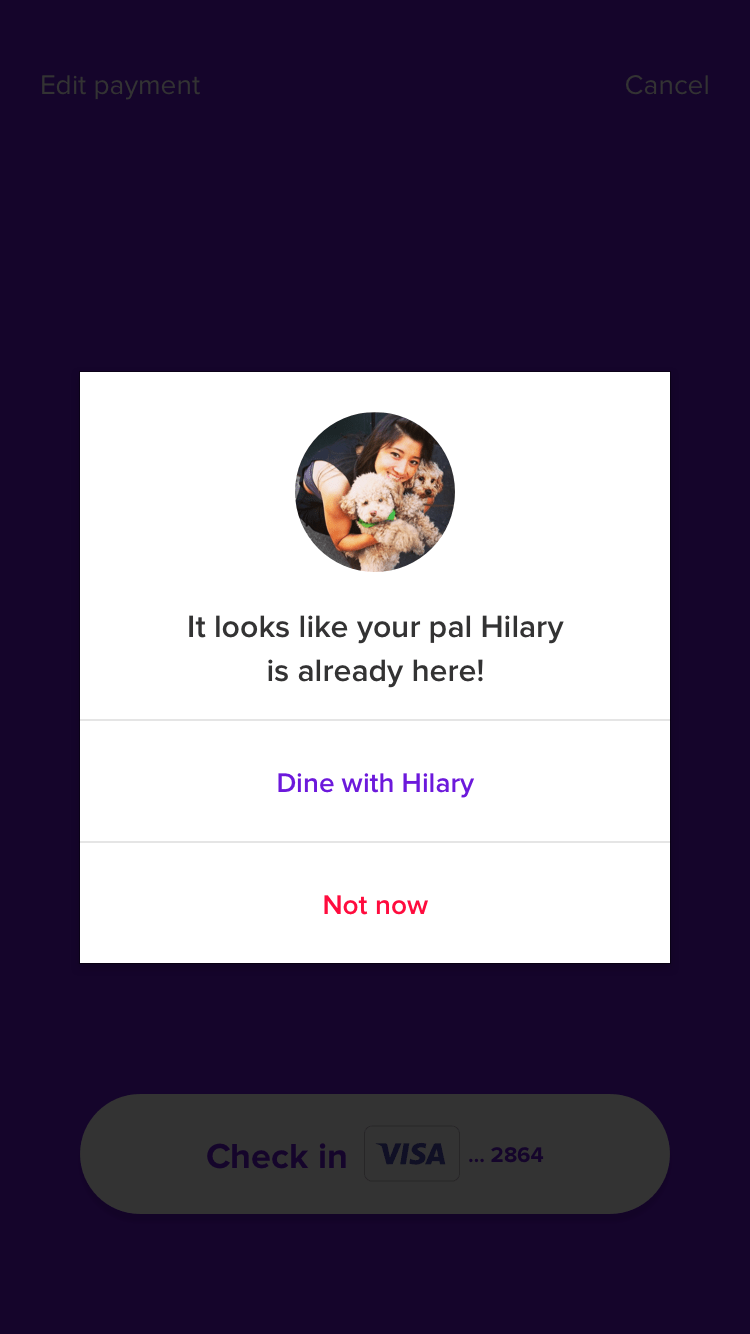 Edit payment
Cancel
It looks like your pal Hilary
is already here!
Dine with Hilary
Not now
Check in VISA ... 2864